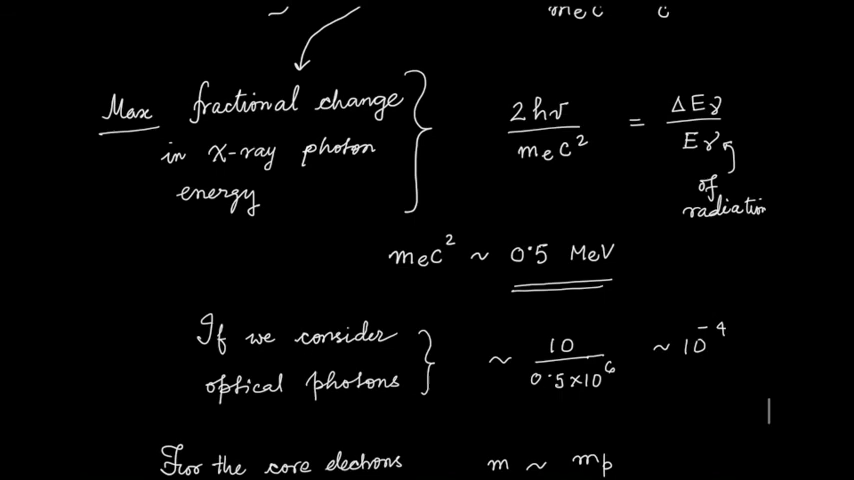 mec c
Max fractional change
in X-ray photon
energy
2hν / mec² = ΔEγ / Eγ
of
radiation
mec² ~ 0.5 MeV
If we consider
optical photons
~ 10 / 0.5×10⁶ ~ 10⁻⁴
For the core electrons m ~ mp